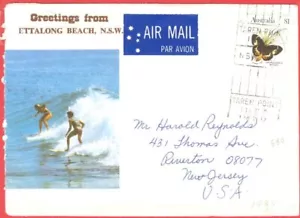 Greetings from
ETTALONG BEACH, N.S.W.
AIR MAIL
PAR AVION
Australia
$1
Mr Harold Reynolds
431 Thomas Ave
Riverton 08077
New Jersey
U.S.A